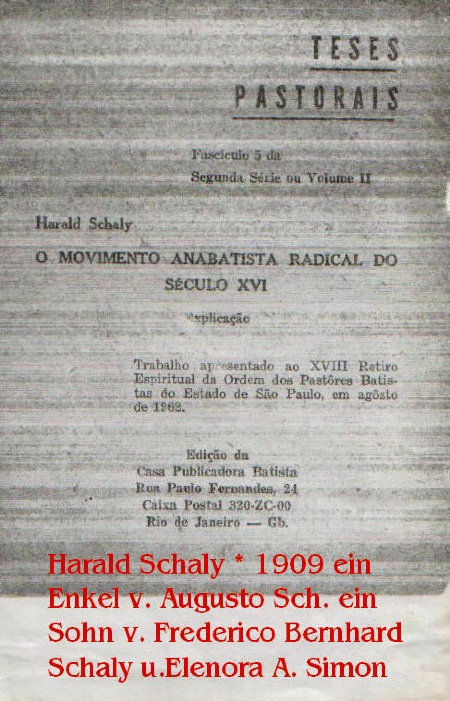 TESES
PASTORAIS
Fascículo 5 da
Segunda Série ou Volume II
Harald Schaly
O MOVIMENTO ANABATISTA RADICAL DO
SÉCULO XVI
Explicação
Trabalho apresentado ao XVIII Retiro
Espiritual da Ordem dos Pastôres Batis-
tas do Estado de São Paulo, em agôsto
de 1962.
Edição da
Casa Publicadora Batista
Rua Paulo Fernandes, 24
Caixa Postal 320-ZC-00
Rio de Janeiro — Gb.
Harald Schaly * 1909 ein
Enkel v. Augusto Sch. ein
Sohn v. Frederico Bernhard
Schaly u.Elenora A. Simon